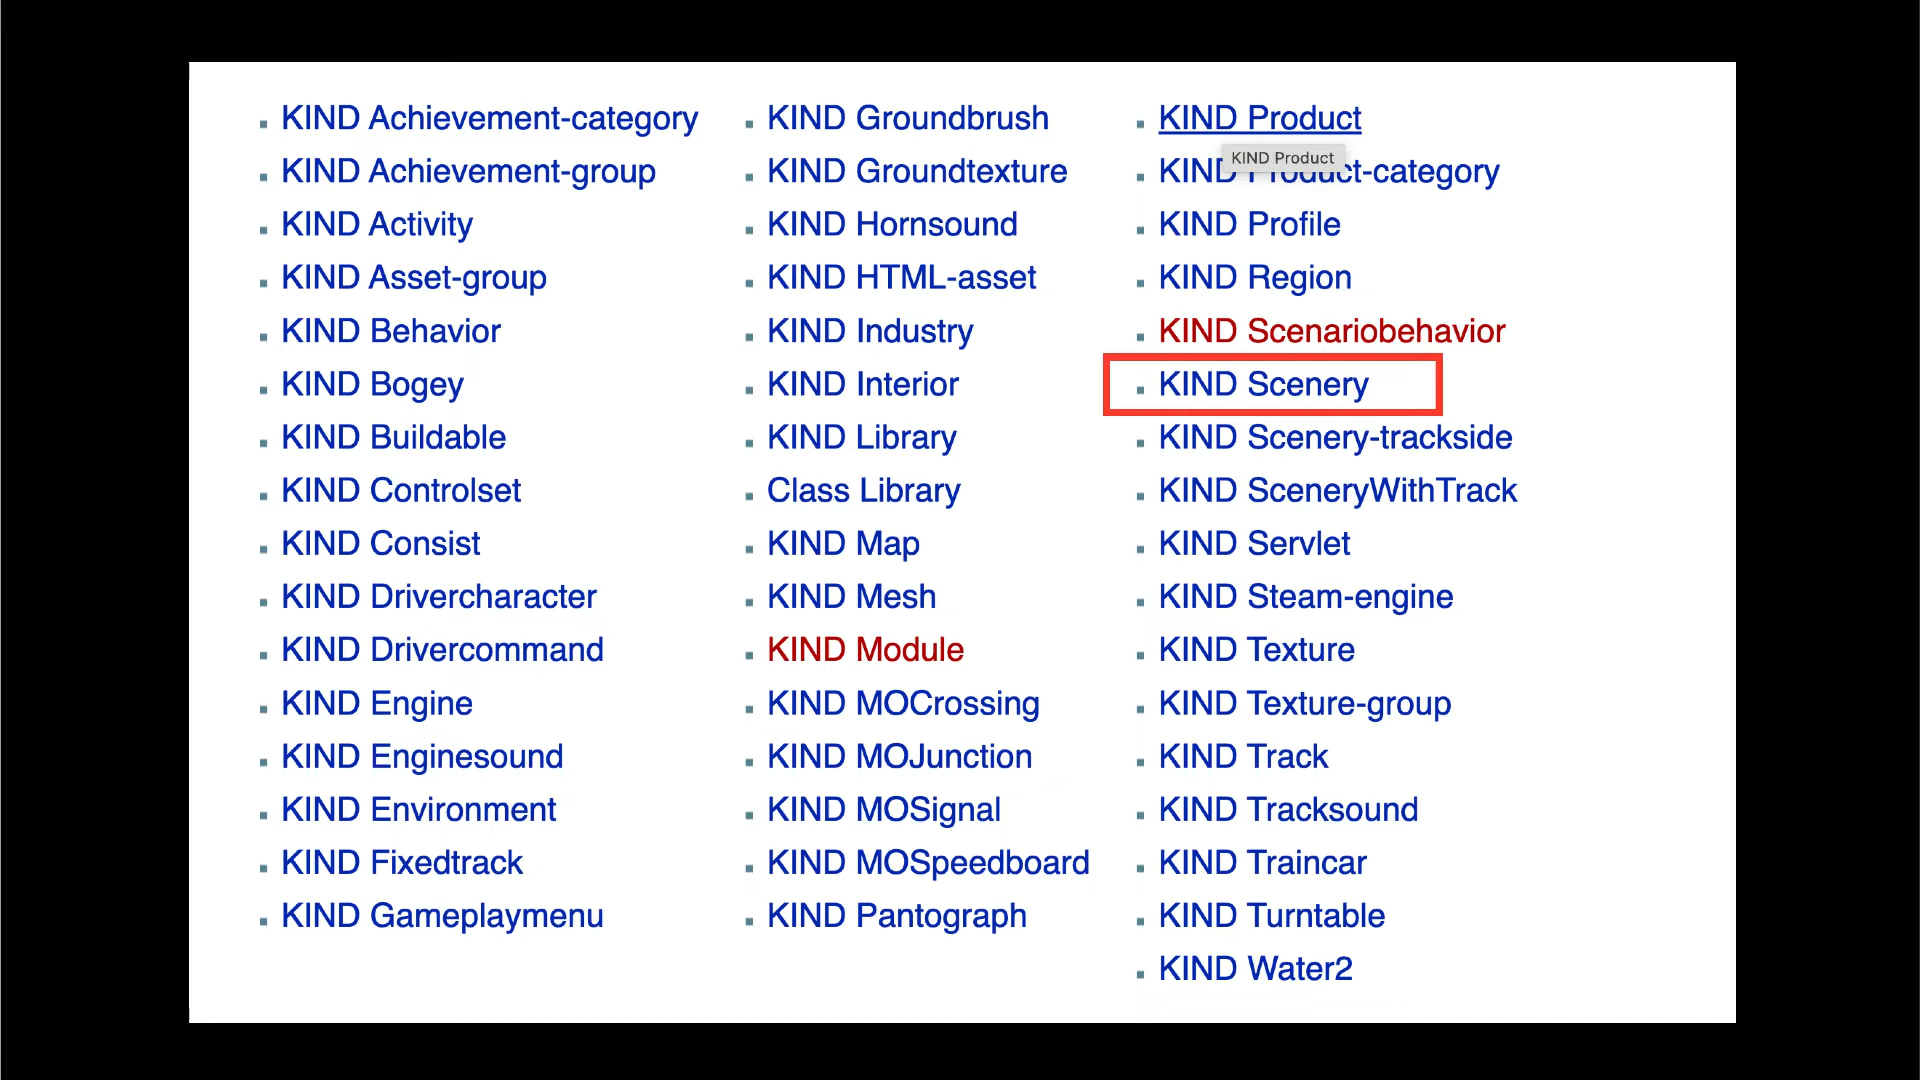 KIND Achievement-category
KIND Achievement-group
KIND Activity
KIND Asset-group
KIND Behavior
KIND Bogey
KIND Buildable
KIND Controlset
KIND Consist
KIND Drivercharacter
KIND Drivercommand
KIND Engine
KIND Enginesound
KIND Environment
KIND Fixedtrack
KIND Gameplaymenu
KIND Groundbrush
KIND Groundtexture
KIND Hornsound
KIND HTML-asset
KIND Industry
KIND Interior
KIND Library
Class Library
KIND Map
KIND Mesh
KIND Module
KIND MOCrossing
KIND MOJunction
KIND MOSignal
KIND MOSpeedboard
KIND Pantograph
KIND Product
KIND Product
KIND Product-category
KIND Profile
KIND Region
KIND Scenariobehavior
KIND Scenery
KIND Scenery-trackside
KIND SceneryWithTrack
KIND Servlet
KIND Steam-engine
KIND Texture
KIND Texture-group
KIND Track
KIND Tracksound
KIND Traincar
KIND Turntable
KIND Water2